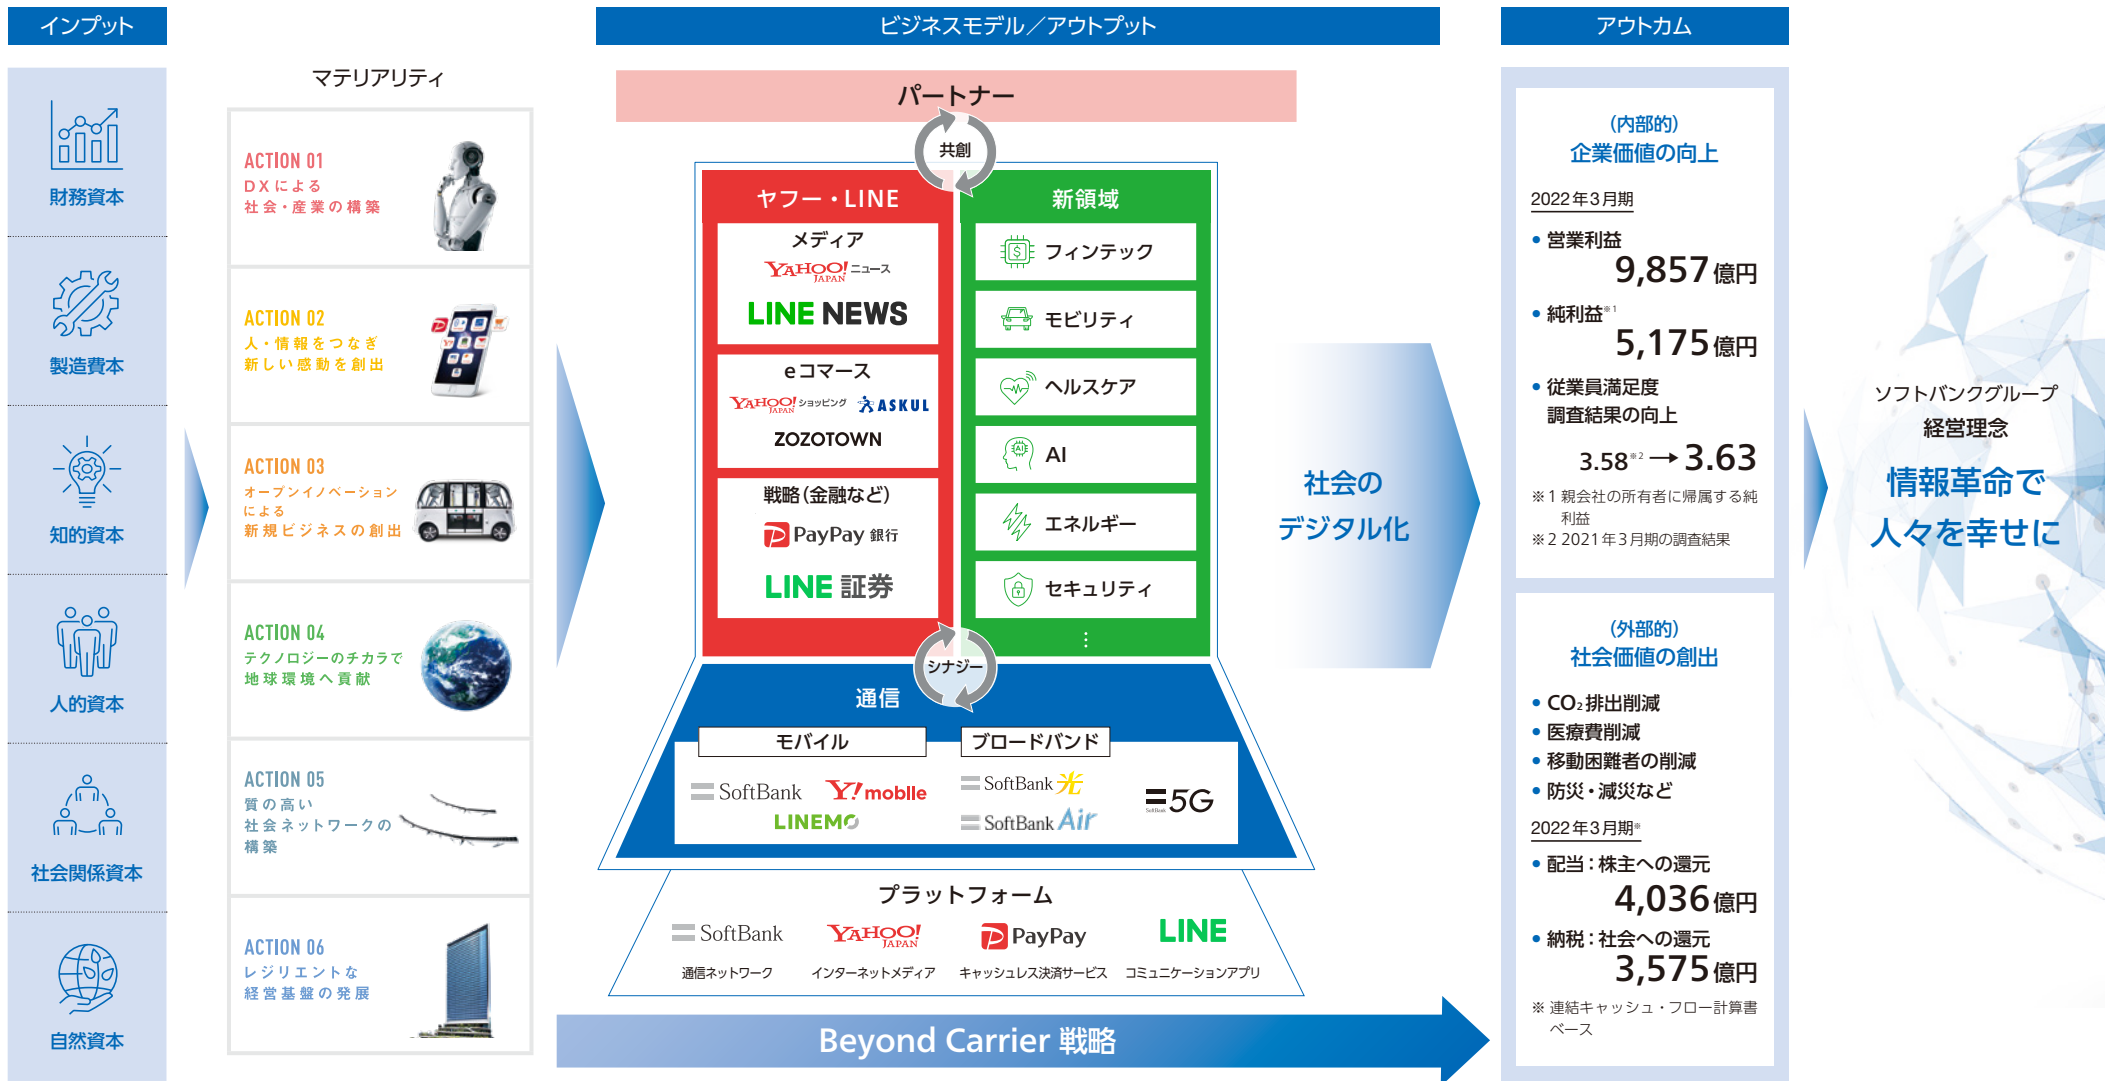 インプット
財務資本
製造費本
知的資本
人的資本
社会関係資本
自然資本
マテリアリティ
ACTION 01
DXによる
社会・産業の構築
ACTION 02
人・情報をつなぎ
新しい感動を創出
ACTION 03
オープンイノベーション
による
新規ビジネスの創出
ACTION 04
テクノロジーのチカラで
地球環境へ貢献
ACTION 05
質の高い
社会ネットワークの
構築
ACTION 06
レジリエントな
経営基盤の発展
ビジネスモデル／アウトプット
パートナー
共創
ヤフー・LINE
メディア
YAHOO! JAPAN ニュース
LINE NEWS
eコマース
YAHOO! JAPAN ショッピング ASKUL
ZOZOTOWN
戦略（金融など）
PayPay 銀行
LINE 証券
新領域
フィンテック
モビリティ
ヘルスケア
AI
エネルギー
セキュリティ
⋮
シナジー
通信
モバイル
SoftBank Y!mobile
LINEMO
ブロードバンド
SoftBank 光
SoftBank Air
SoftBank 5G
プラットフォーム
SoftBank YAHOO! JAPAN PayPay LINE
通信ネットワーク インターネットメディア キャッシュレス決済サービス コミュニケーションアプリ
Beyond Carrier 戦略
社会の
デジタル化
アウトカム
（内部的）
企業価値の向上
2022年3月期
• 営業利益
9,857億円
• 純利益※1
5,175億円
• 従業員満足度
調査結果の向上
3.58※2 → 3.63
※1 親会社の所有者に帰属する純
利益
※2 2021年3月期の調査結果
（外部的）
社会価値の創出
• CO₂排出削減
• 医療費削減
• 移動困難者の削減
• 防災・減災など
2022年3月期※
• 配当：株主への還元
4,036億円
• 納税：社会への還元
3,575億円
※ 連結キャッシュ・フロー計算書
ベース
ソフトバンクグループ
経営理念
情報革命で
人々を幸せに